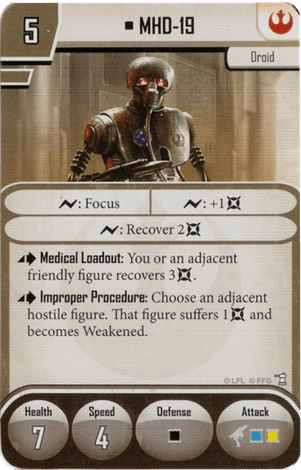 5
MHD-19
Droid
: Focus
: +1
: Recover 2
Medical Loadout: You or an adjacent
friendly figure recovers 3 .
Improper Procedure: Choose an adjacent
hostile figure. That figure suffers 1 and
becomes Weakened.
© LFL © FFG
Health Speed Defense Attack
7 4